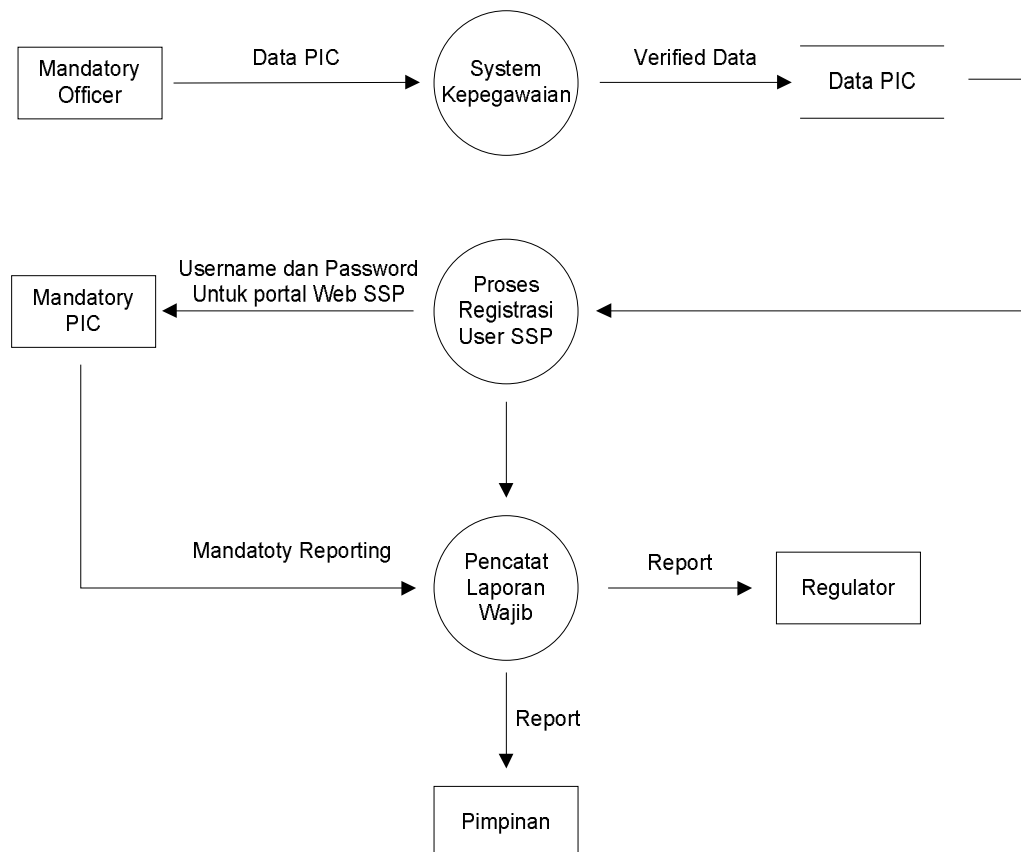 Mandatory
Officer
Data PIC
System
Kepegawaian
Verified Data
Data PIC
Username dan Password
Untuk portal Web SSP
Mandatory
PIC
Proses
Registrasi
User SSP
Mandatoty Reporting
Pencatat
Laporan
Wajib
Report
Regulator
Report
Pimpinan